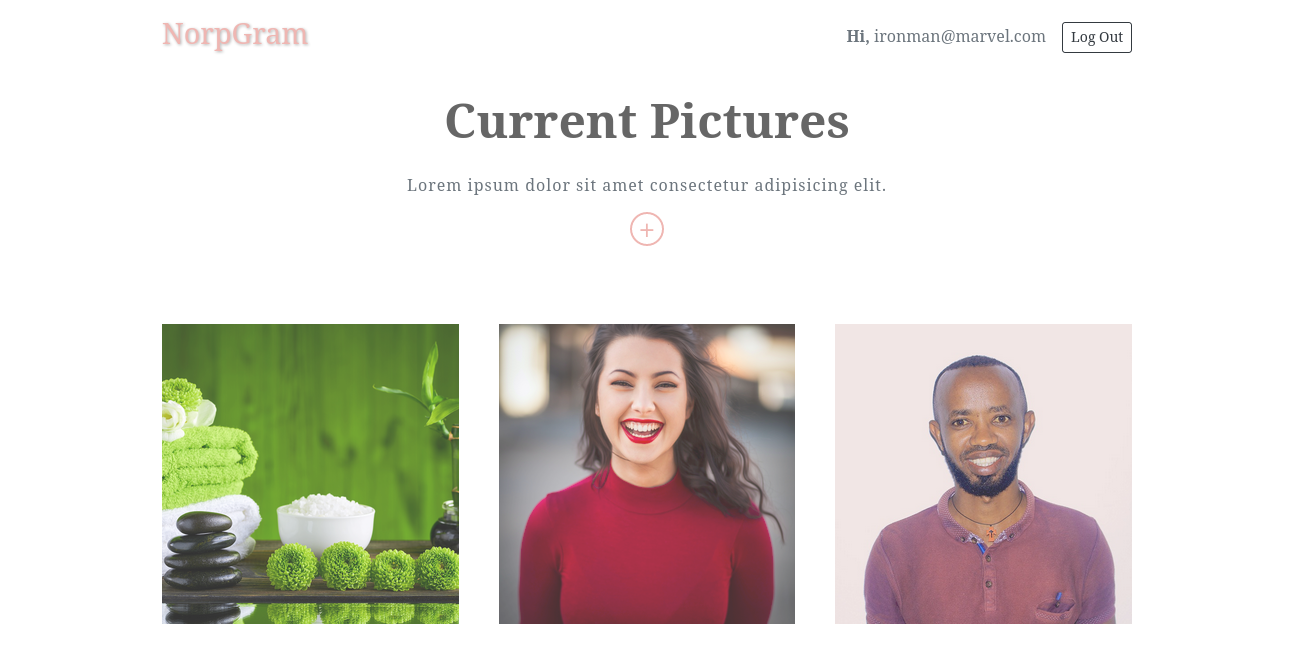 NorpGram
Hi, ironman@marvel.com
Log Out
Current Pictures
Lorem ipsum dolor sit amet consectetur adipisicing elit.
+